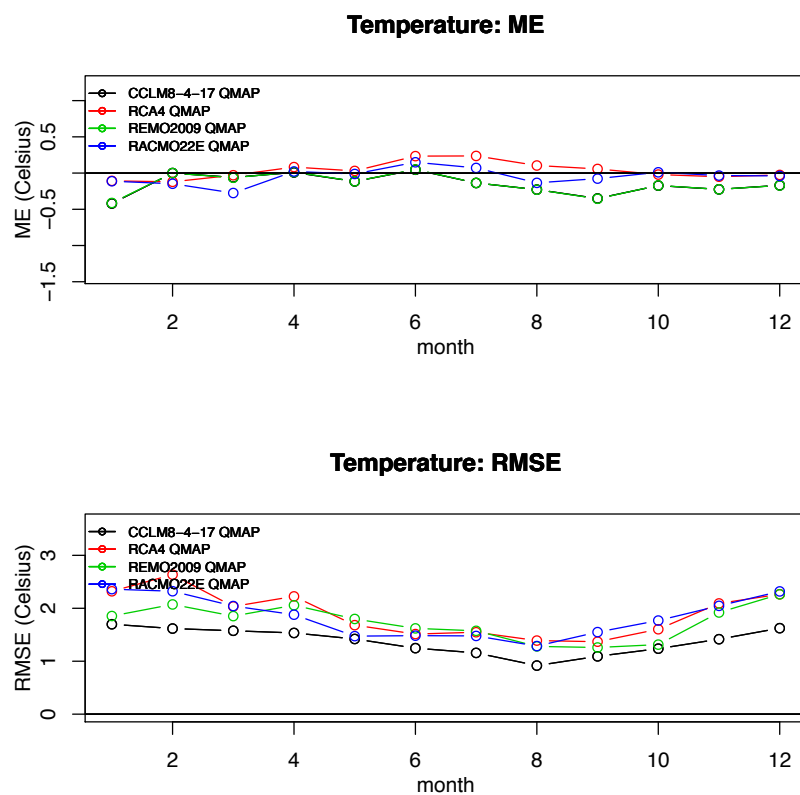 Temperature: ME
CCLM8−4−17 QMAP
RCA4 QMAP
REMO2009 QMAP
RACMO22E QMAP
0.5
−0.5
−1.5
ME (Celsius)
2 4 6 8 10 12
month
Temperature: RMSE
CCLM8−4−17 QMAP
RCA4 QMAP
REMO2009 QMAP
RACMO22E QMAP
3
2
1
0
RMSE (Celsius)
2 4 6 8 10 12
month